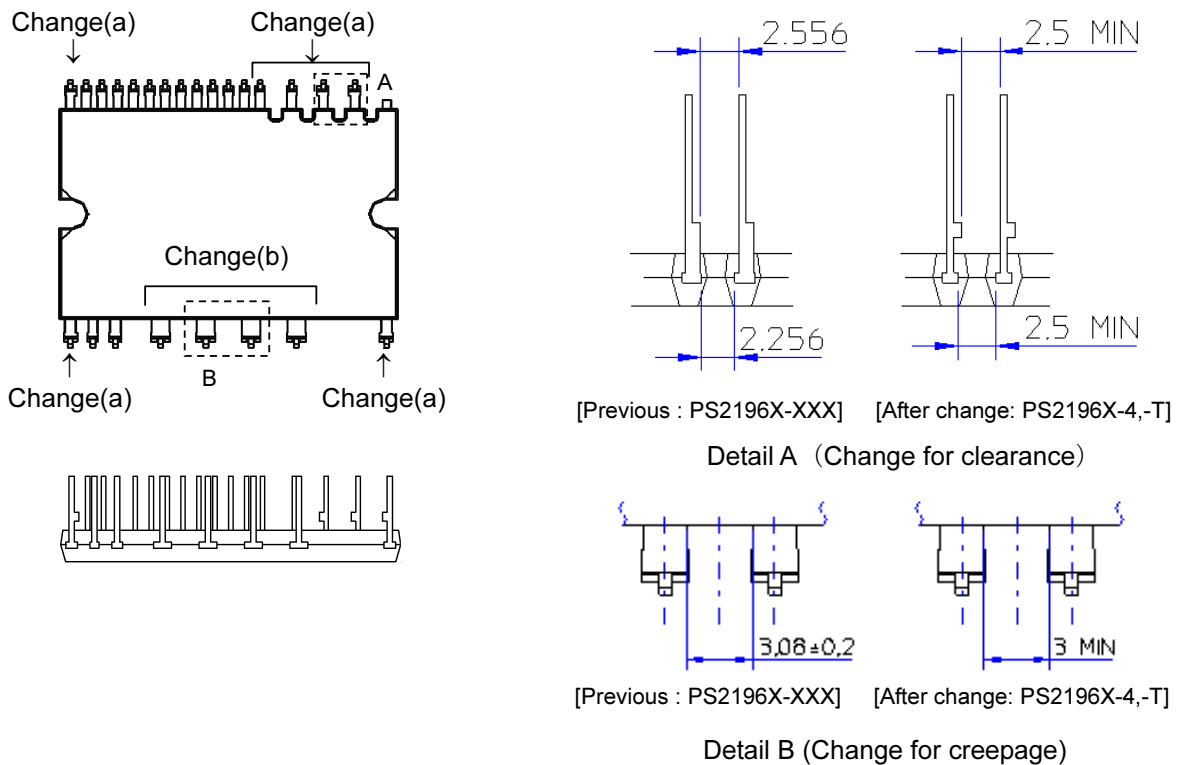 Change(a)
Change(a)
A
Change(b)
B
Change(a)
Change(a)
2.556
2.5 MIN
2.256
2.5 MIN
[Previous : PS2196X-XXX]
[After change: PS2196X-4,-T]
Detail A（Change for clearance）
3.08±0.2
3 MIN
[Previous : PS2196X-XXX]
[After change: PS2196X-4,-T]
Detail B (Change for creepage)